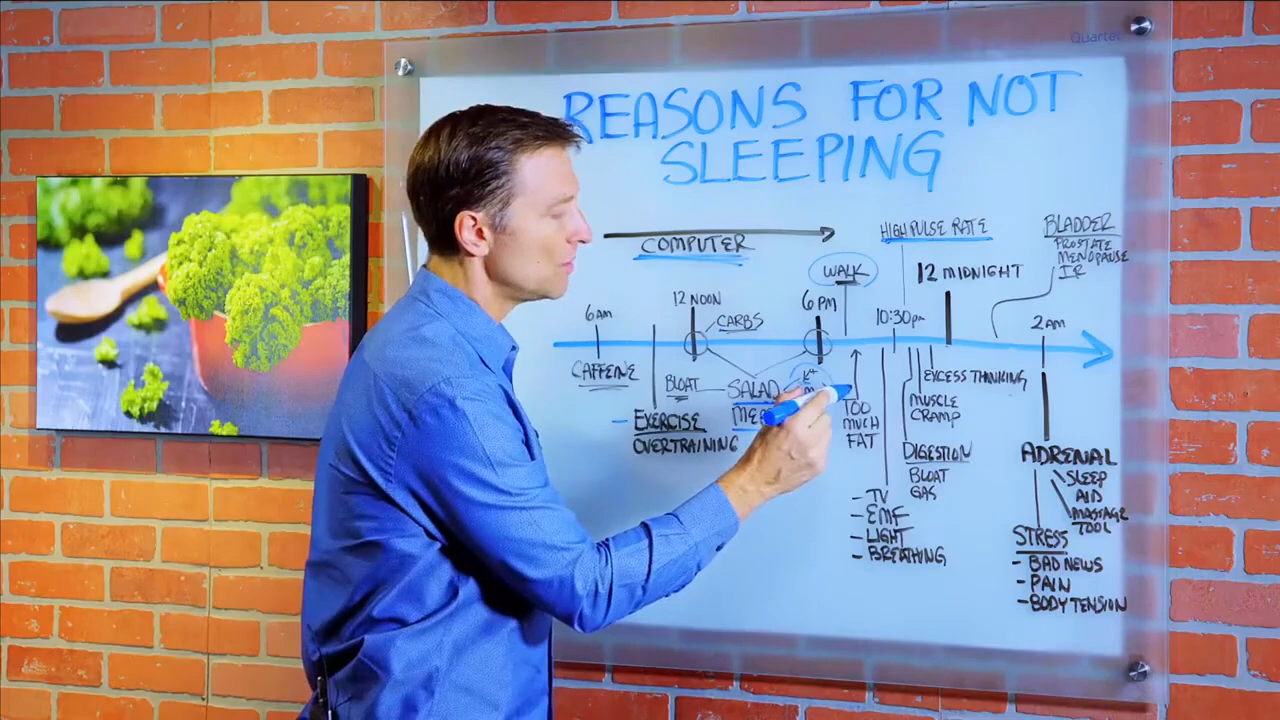 Quartet
REASONS FOR NOT
SLEEPING
COMPUTER
WALK
HIGH PULSE RATE
BLADDER
PROSTATE
MENOPAUSE
IR
12 MIDNIGHT
6AM
12 NOON
CARBS
6 PM
10:30pm
2AM
CAFFEINE
BLOAT
SALAD
K+
EXERCISE
OVERTRAINING
TOO
MUCH
FAT
EXCESS THINKING
MUSCLE
CRAMP
DIGESTION
BLOAT
GAS
- TV
- EMF
- LIGHT
- BREATHING
ADRENAL
SLEEP
AID
MASSAGE
TOOL
STRESS
- BAD NEWS
- PAIN
- BODY TENSION